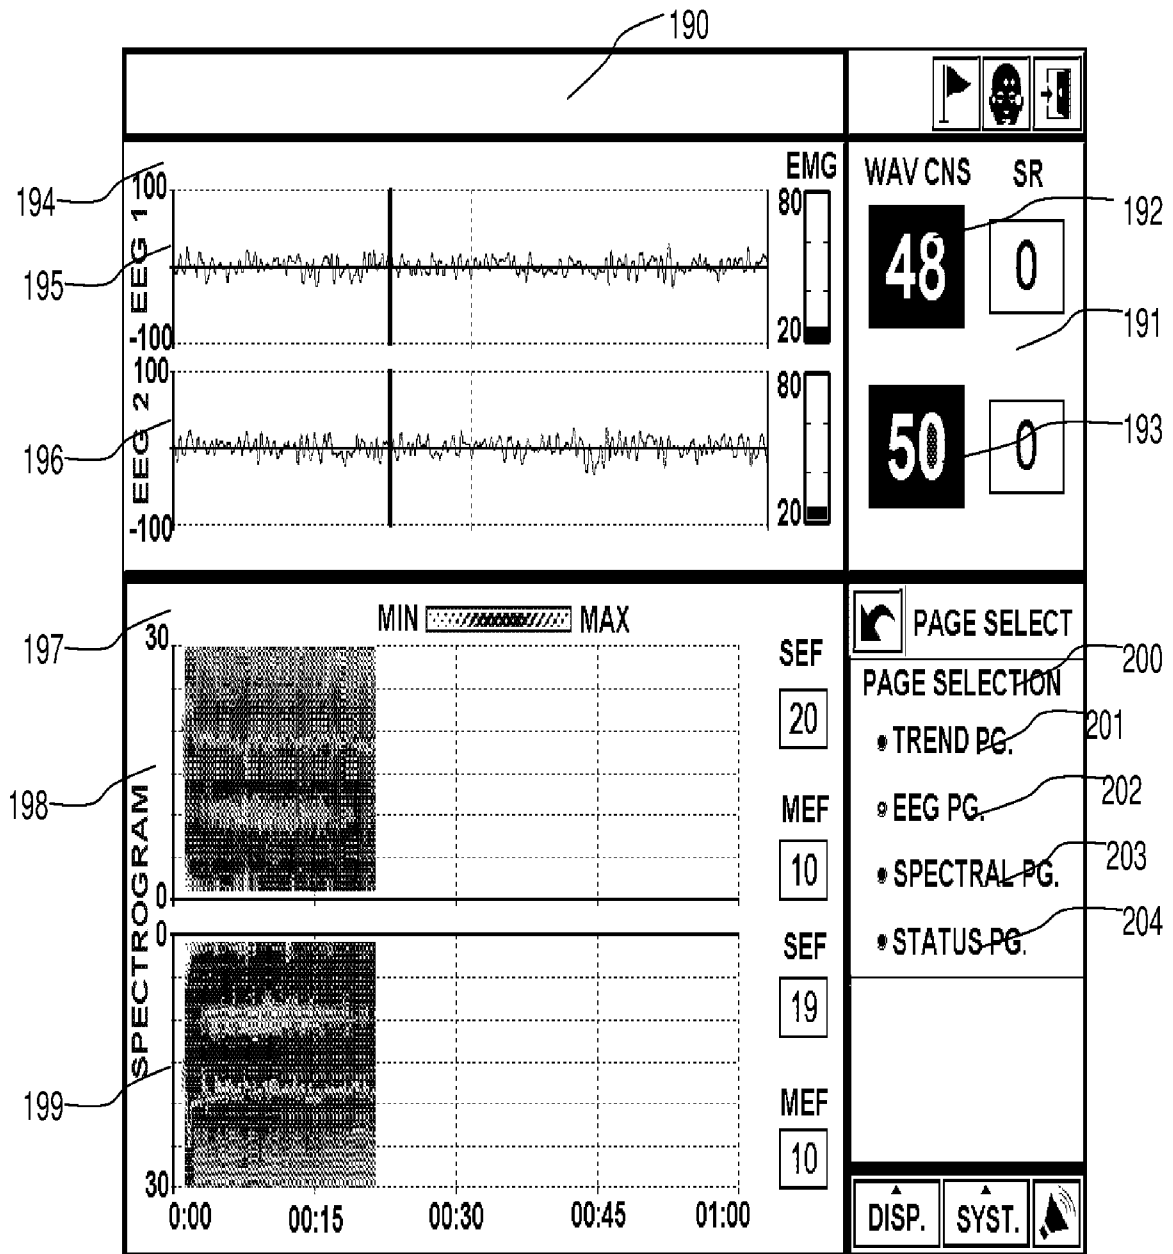 190
EMG
WAV CNS
SR
194
100
80
192
EEG 1
195
48
0
191
-100
20
100
80
193
EEG 2
196
50
0
-100
20
197
MIN
MAX
PAGE SELECT
30
SEF
200
20
PAGE SELECTION
201
TREND PG.
198
SPECTROGRAM
MEF
202
EEG PG.
10
203
SPECTRAL PG.
0
204
0
SEF
STATUS PG.
19
199
MEF
10
30
0:00
00:15
00:30
00:45
01:00
DISP.
SYST.